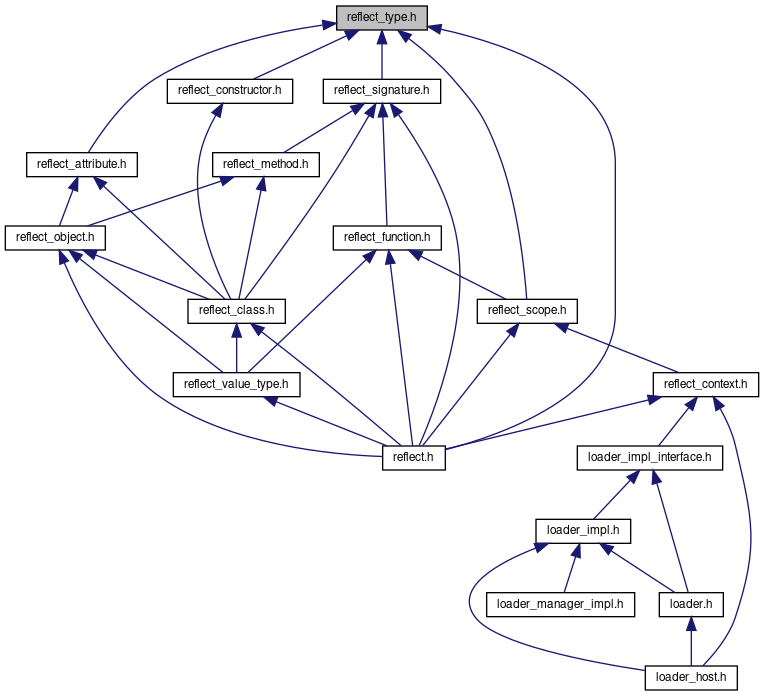 reflect_type.h
reflect_constructor.h
reflect_signature.h
reflect_attribute.h
reflect_method.h
reflect_object.h
reflect_function.h
reflect_class.h
reflect_scope.h
reflect_value_type.h
reflect_context.h
reflect.h
loader_impl_interface.h
loader_impl.h
loader_manager_impl.h
loader.h
loader_host.h